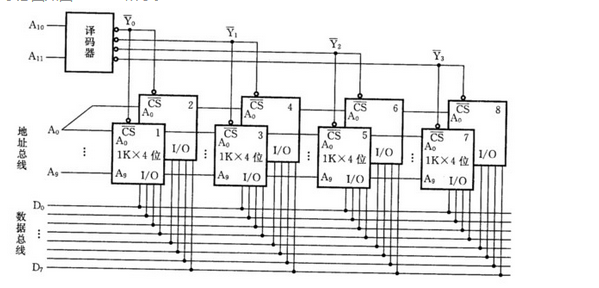 A₁₀
A₁₁
译码器
Y̅₀
Y̅₁
Y̅₂
Y̅₃
C̅S̅ 2
A₀
I/O
C̅S̅ 4
A₀
I/O
C̅S̅ 6
A₀
I/O
C̅S̅ 8
A₀
I/O
地址总线
A₀
⋮
A₉
C̅S̅ 1
A₀
1K×4 位
A₉ I/O
⋮
C̅S̅ 3
A₀
1K×4 位
A₉ I/O
⋮
C̅S̅ 5
A₀
1K×4 位
A₉ I/O
⋮
C̅S̅ 7
A₀
1K×4 位
A₉ I/O
数据总线
D₀
⋮
D₇